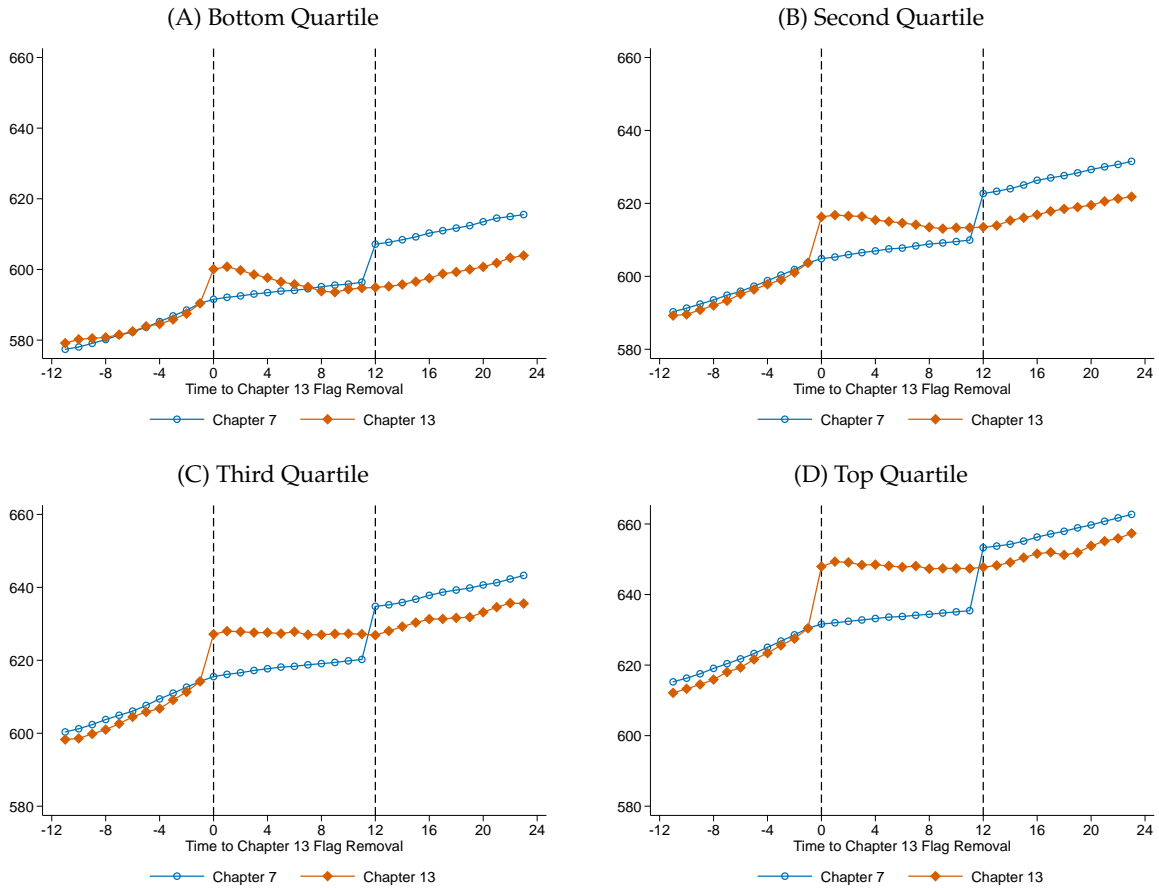 (A) Bottom Quartile
660
640
620
600
580
-12 -8 -4 0 4 8 12 16 20 24
Time to Chapter 13 Flag Removal
Chapter 7 Chapter 13
(B) Second Quartile
660
640
620
600
580
-12 -8 -4 0 4 8 12 16 20 24
Time to Chapter 13 Flag Removal
Chapter 7 Chapter 13
(C) Third Quartile
660
640
620
600
580
-12 -8 -4 0 4 8 12 16 20 24
Time to Chapter 13 Flag Removal
Chapter 7 Chapter 13
(D) Top Quartile
660
640
620
600
580
-12 -8 -4 0 4 8 12 16 20 24
Time to Chapter 13 Flag Removal
Chapter 7 Chapter 13